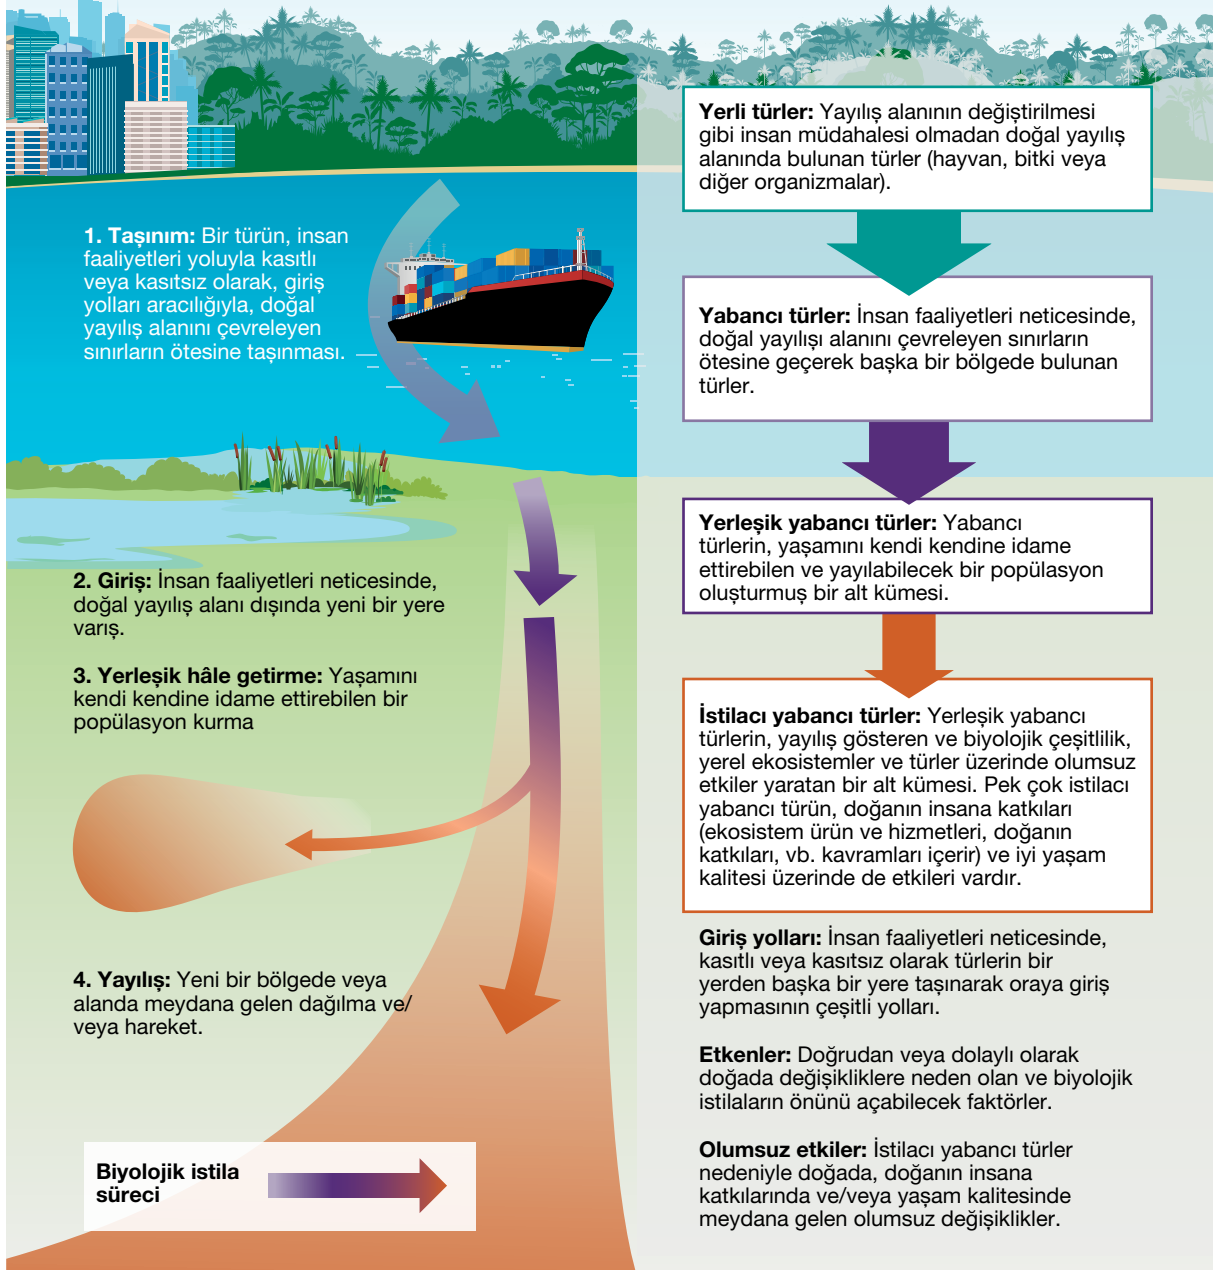 1. Taşınım: Bir türün, insan
faaliyetleri yoluyla kasıtlı
veya kasıtsız olarak, giriş
yolları aracılığıyla, doğal
yayılış alanını çevreleyen
sınırların ötesine taşınması.
2. Giriş: İnsan faaliyetleri neticesinde,
doğal yayılış alanı dışında yeni bir yere
varış.
3. Yerleşik hâle getirme: Yaşamını
kendi kendine idame ettirebilen bir
popülasyon kurma
4. Yayılış: Yeni bir bölgede veya
alanda meydana gelen dağılma ve/
veya hareket.
Biyolojik istila
süreci
Yerli türler: Yayılış alanının değiştirilmesi
gibi insan müdahalesi olmadan doğal yayılış
alanında bulunan türler (hayvan, bitki veya
diğer organizmalar).
Yabancı türler: İnsan faaliyetleri neticesinde,
doğal yayılışı alanını çevreleyen sınırların
ötesine geçerek başka bir bölgede bulunan
türler.
Yerleşik yabancı türler: Yabancı
türlerin, yaşamını kendi kendine idame
ettirebilen ve yayılabilecek bir popülasyon
oluşturmuş bir alt kümesi.
İstilacı yabancı türler: Yerleşik yabancı
türlerin, yayılış gösteren ve biyolojik çeşitlilik,
yerel ekosistemler ve türler üzerinde olumsuz
etkiler yaratan bir alt kümesi. Pek çok istilacı
yabancı türün, doğanın insana katkıları
(ekosistem ürün ve hizmetleri, doğanın
katkıları, vb. kavramları içerir) ve iyi yaşam
kalitesi üzerinde de etkileri vardır.
Giriş yolları: İnsan faaliyetleri neticesinde,
kasıtlı veya kasıtsız olarak türlerin bir
yerden başka bir yere taşınarak oraya giriş
yapmasının çeşitli yolları.
Etkenler: Doğrudan veya dolaylı olarak
doğada değişikliklere neden olan ve biyolojik
istilaların önünü açabilecek faktörler.
Olumsuz etkiler: İstilacı yabancı türler
nedeniyle doğada, doğanın insana
katkılarında ve/veya yaşam kalitesinde
meydana gelen olumsuz değişiklikler.